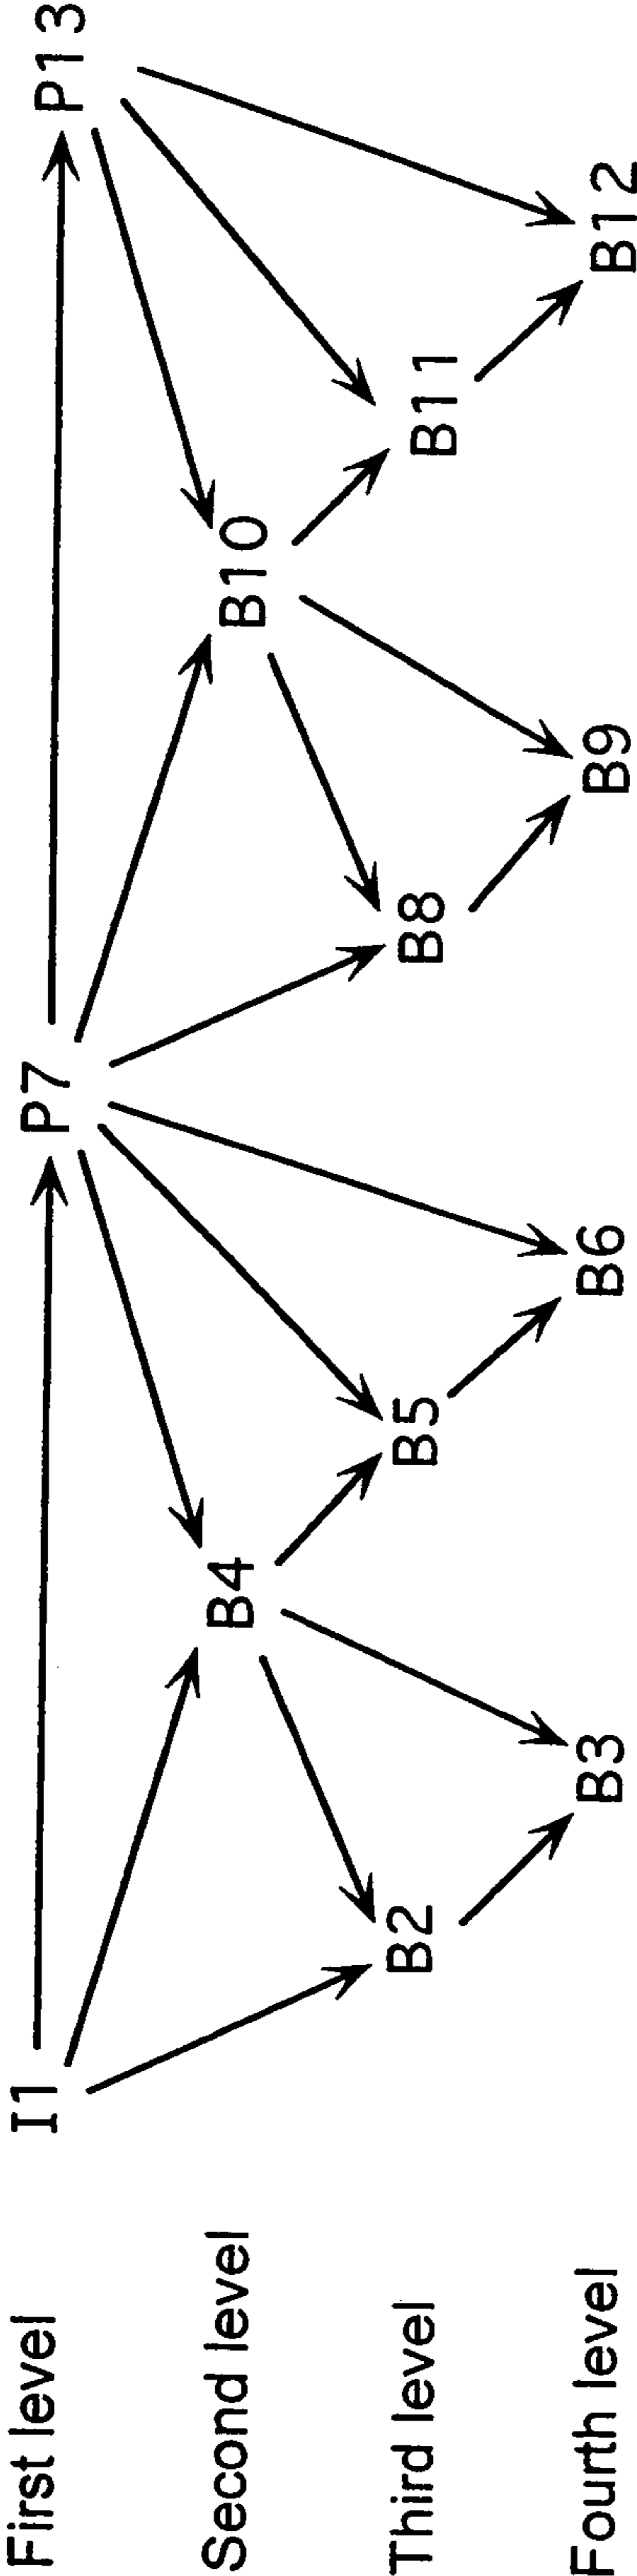 First level I1 P7 P13
Second level B4 B10
Third level B2 B5 B8 B11
Fourth level B3 B6 B9 B12